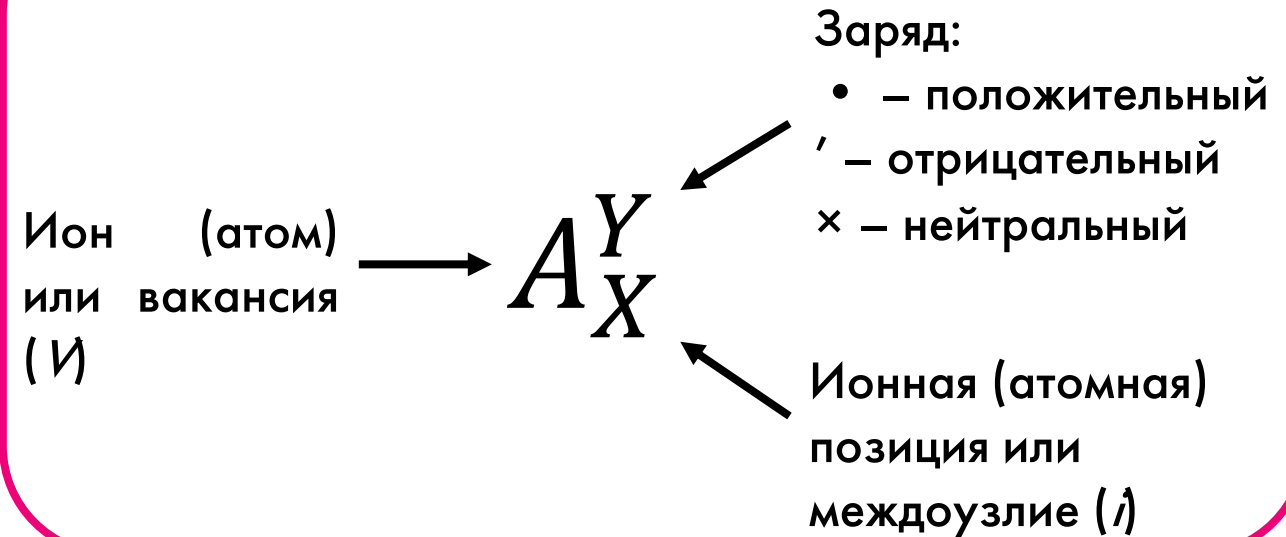 Заряд:
• – положительный
′ – отрицательный
× – нейтральный
Ион (атом)
или вакансия
(V)
A
Y
X
Ионная (атомная)
позиция или
междоузлие (i)